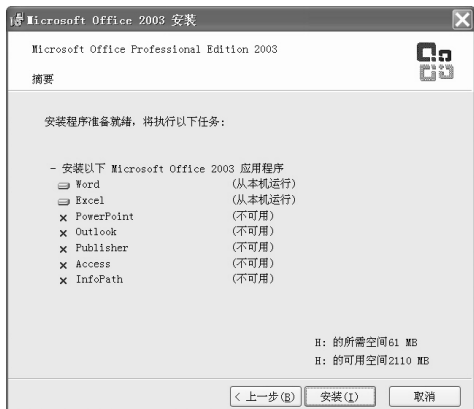 Microsoft Office 2003 安装
Microsoft Office Professional Edition 2003
摘要
安装程序准备就绪，将执行以下任务:
- 安装以下 Microsoft Office 2003 应用程序
Word (从本机运行)
Excel (从本机运行)
PowerPoint (不可用)
Outlook (不可用)
Publisher (不可用)
Access (不可用)
InfoPath (不可用)
H: 的所需空间61 MB
H: 的可用空间2110 MB
< 上一步(B) 安装(I) 取消